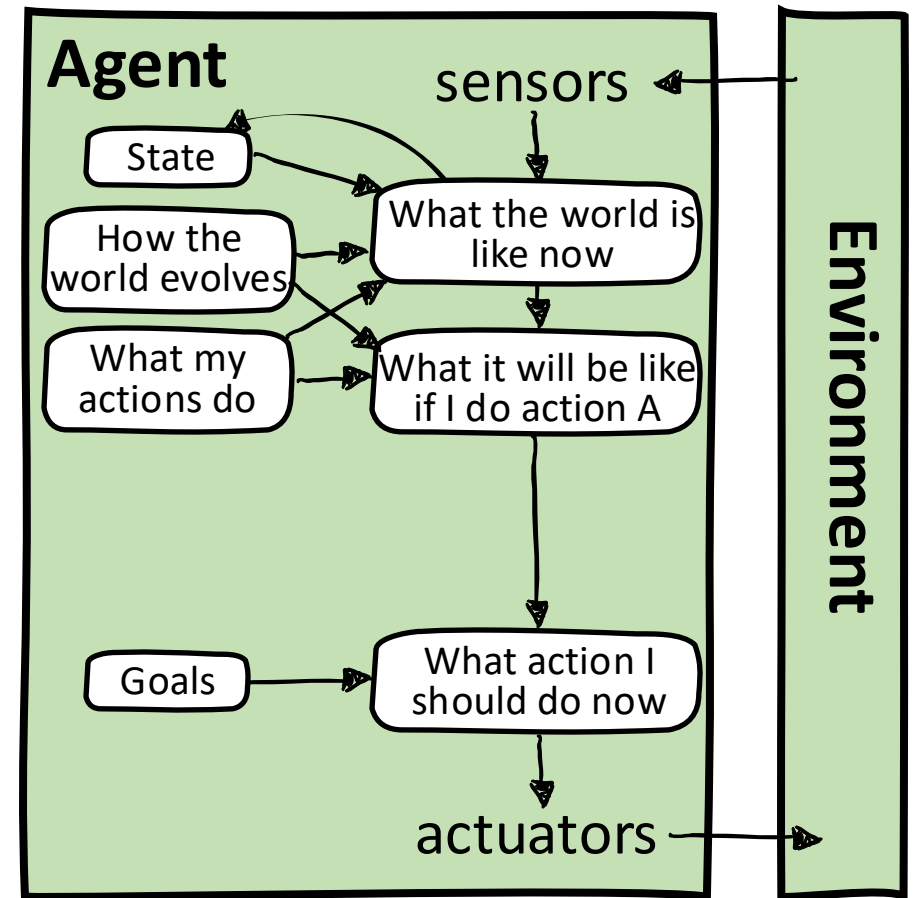 Agent
sensors
State
What the world is
like now
How the
world evolves
What my
actions do
What it will be like
if I do action A
Goals
What action I
should do now
actuators
Environment